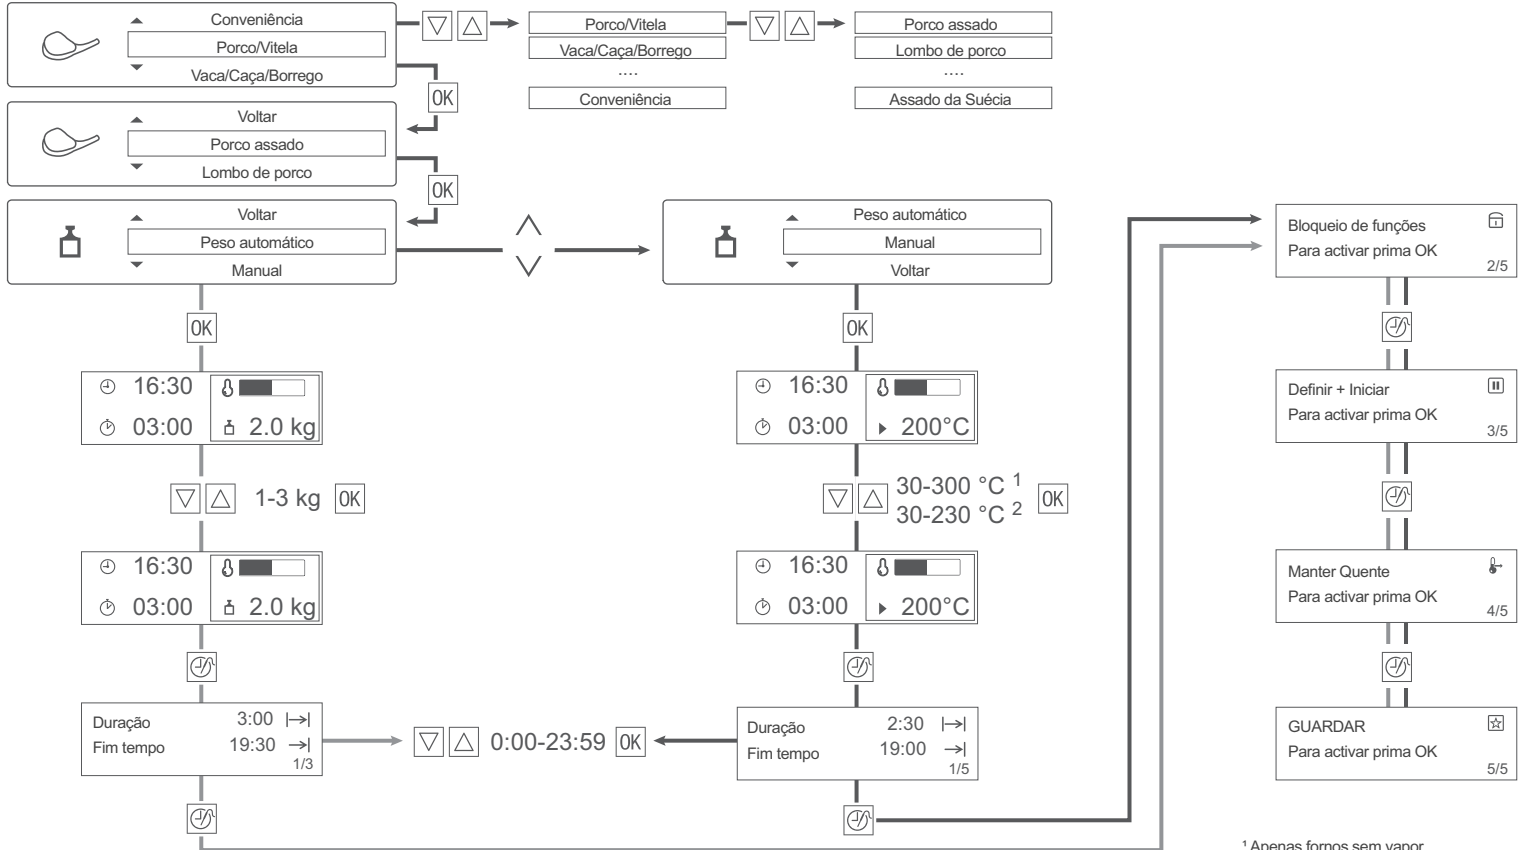 Conveniência
Porco/Vitela
Vaca/Caça/Borrego
OK
Porco/Vitela
Vaca/Caça/Borrego
....
Conveniência
Porco assado
Lombo de porco
....
Assado da Suécia
Voltar
Porco assado
Lombo de porco
OK
Voltar
Peso automático
Manual
Peso automático
Manual
Voltar
OK
16:30
03:00
2.0 kg
1-3 kg OK
16:30
03:00
2.0 kg
Duração 3:00
Fim tempo 19:30
1/3
0:00-23:59 OK
OK
16:30
03:00
200°C
30-300 °C 1
30-230 °C 2
OK
16:30
03:00
200°C
Duração 2:30
Fim tempo 19:00
1/5
Bloqueio de funções
Para activar prima OK
2/5
Definir + Iniciar
Para activar prima OK
3/5
Manter Quente
Para activar prima OK
4/5
GUARDAR
Para activar prima OK
5/5
1 Apenas fornos sem vapor